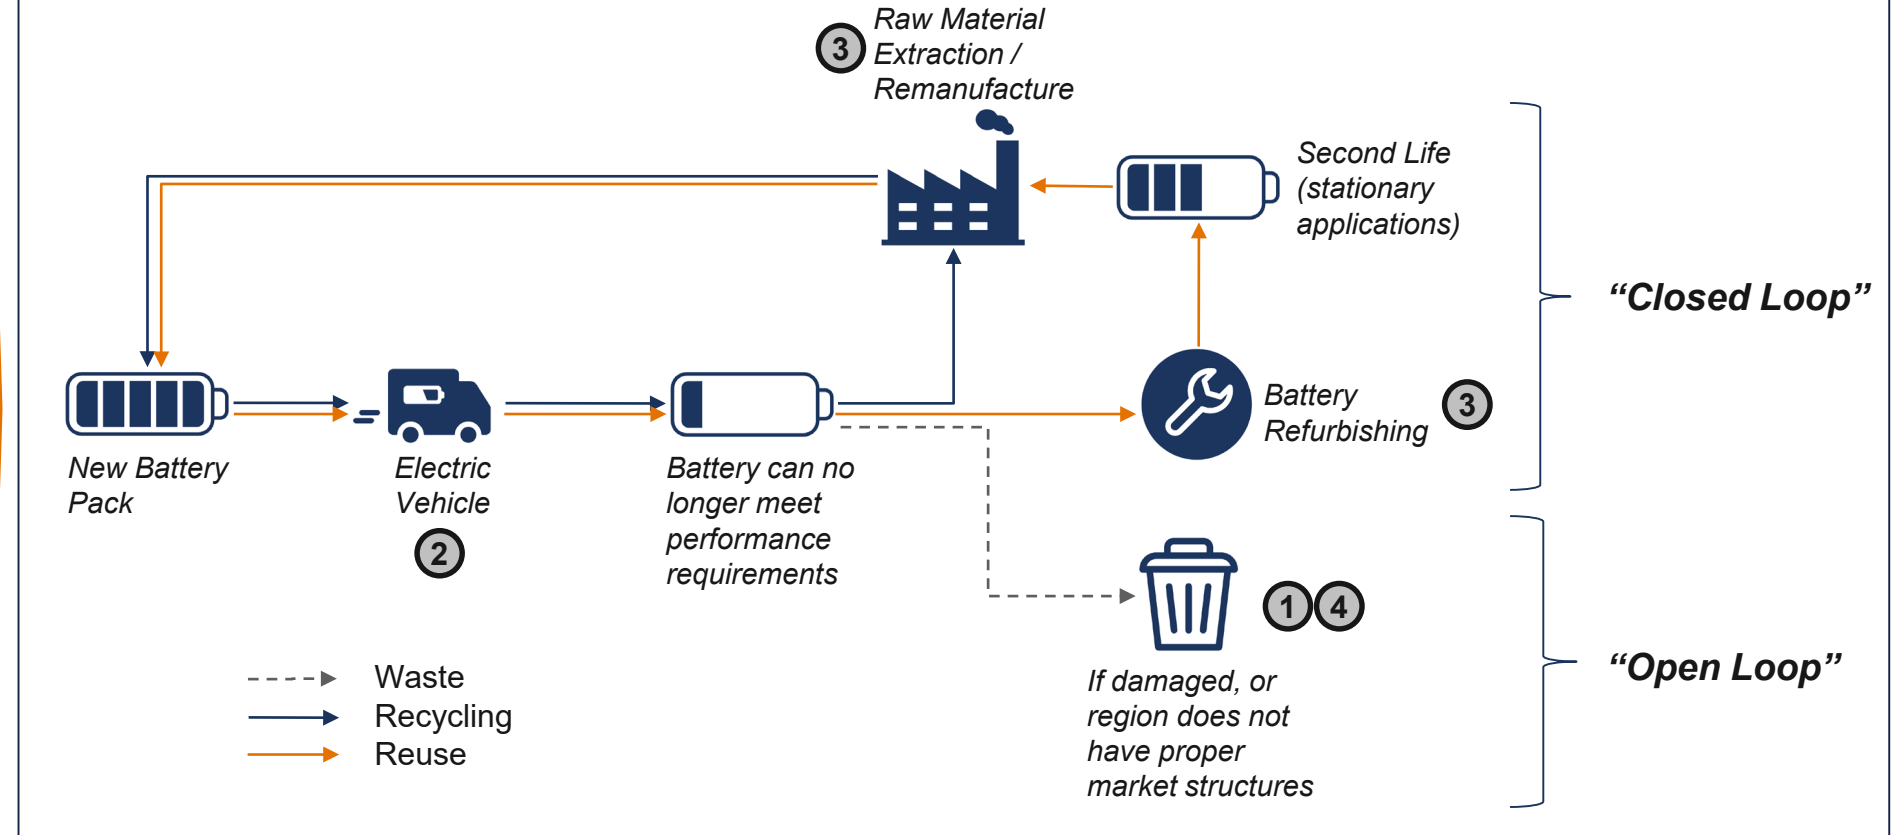 3
Raw Material
Extraction /
Remanufacture
Second Life
(stationary
applications)
“Closed Loop”
New Battery
Pack
Electric
Vehicle
2
Battery can no
longer meet
performance
requirements
Battery
Refurbishing
3
1
4
If damaged, or
region does not
have proper
market structures
“Open Loop”
Waste
Recycling
Reuse